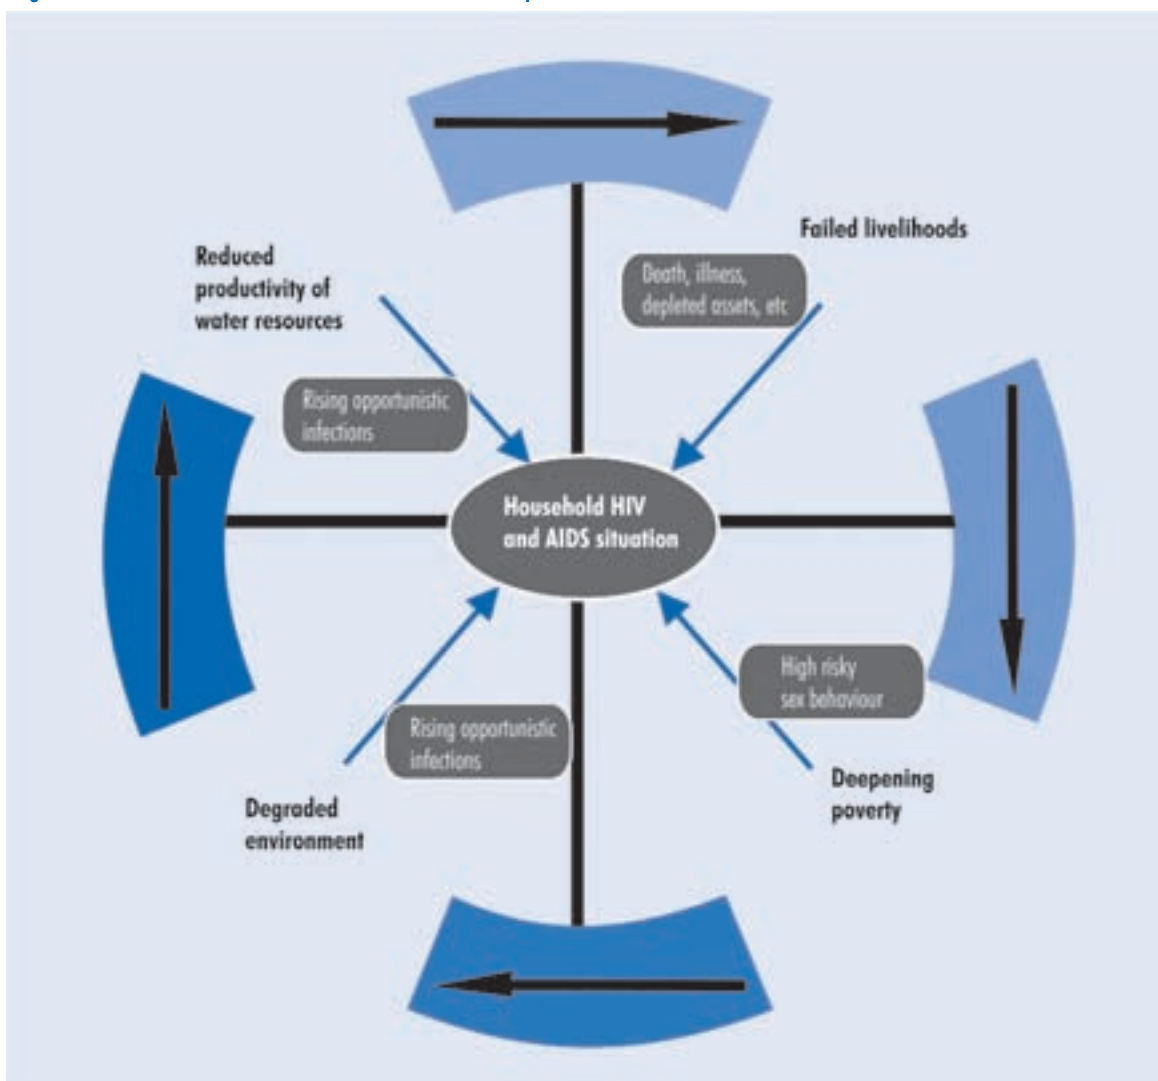 Failed livelihoods
Reduced
productivity of
water resources
Death, illness,
depleted assets, etc
Rising opportunistic
infections
Household HIV
and AIDS situation
High risky
sex behaviour
Rising opportunistic
infections
Deepening
poverty
Degraded
environment